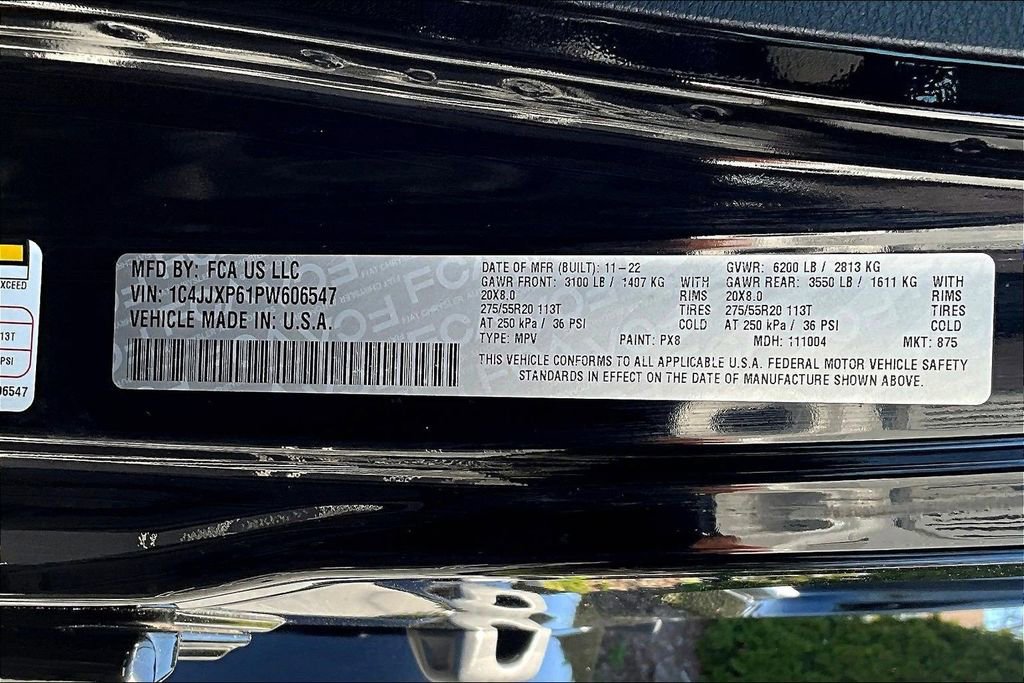 XCEED
13T
PSI
06547
MFD BY: FCA US LLC
VIN: 1C4JJXP61PW606547
VEHICLE MADE IN: U.S.A.
DATE OF MFR (BUILT): 11-22
GAWR FRONT: 3100 LB / 1407 KG WITH
20X8.0 RIMS
275/55R20 113T TIRES
AT 250 kPa / 36 PSI COLD
TYPE: MPV PAINT: PX8
GVWR: 6200 LB / 2813 KG
GAWR REAR: 3550 LB / 1611 KG WITH
20X8.0 RIMS
275/55R20 113T TIRES
AT 250 kPa / 36 PSI COLD
MDH: 111004 MKT: 875
THIS VEHICLE CONFORMS TO ALL APPLICABLE U.S.A. FEDERAL MOTOR VEHICLE SAFETY
STANDARDS IN EFFECT ON THE DATE OF MANUFACTURE SHOWN ABOVE.